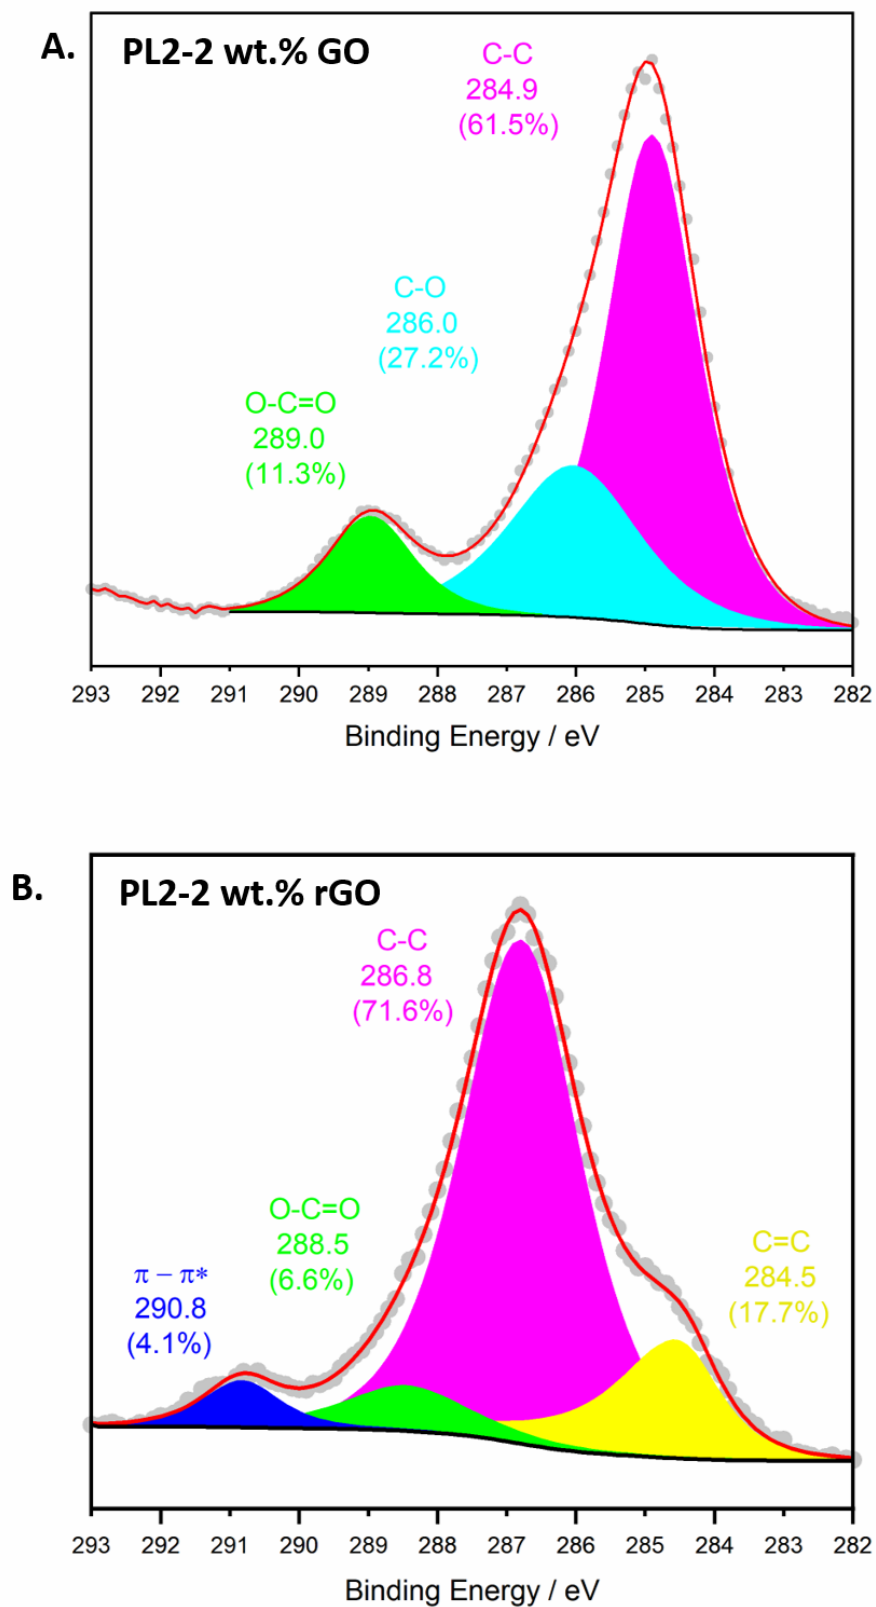 A.
PL2-2 wt.% GO
C-C
284.9
(61.5%)
C-O
286.0
(27.2%)
O-C=O
289.0
(11.3%)
293 292 291 290 289 288 287 286 285 284 283 282
Binding Energy / eV
B.
PL2-2 wt.% rGO
C-C
286.8
(71.6%)
O-C=O
288.5
(6.6%)
C=C
284.5
(17.7%)
π – π*
290.8
(4.1%)
293 292 291 290 289 288 287 286 285 284 283 282
Binding Energy / eV